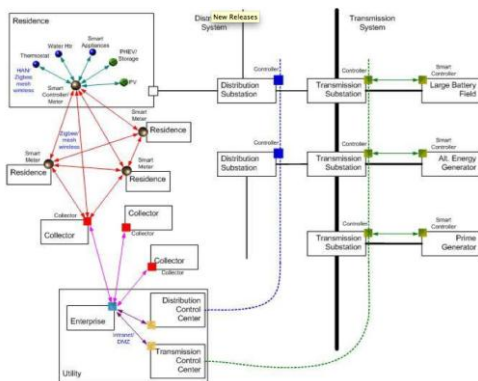 Residence
Thermostat
Water Htr
Smart
Appliances
PHEV/
Storage
HAN/
Zigbee
mesh
wireless
PV
Smart
Controller/
Meter
Zigbee/
mesh
wireless
Smart
Meter
Residence
Smart
Meter
Residence
Smart
Meter
Residence
Collector
Collector
Collector
Collector
Collector
Collector
Enterprise
Intranet/
DMZ
Distribution
Control
Center
Transmission
Control
Center
Utility
New Releases
System
Controller
Distribution
Substation
Controller
Distribution
Substation
Transmission
System
Controller
Transmission
Substation
Smart
Controller
Large Battery
Field
Controller
Transmission
Substation
Smart
Controller
Alt. Energy
Generator
Controller
Transmission
Substation
Smart
Controller
Prime
Generator